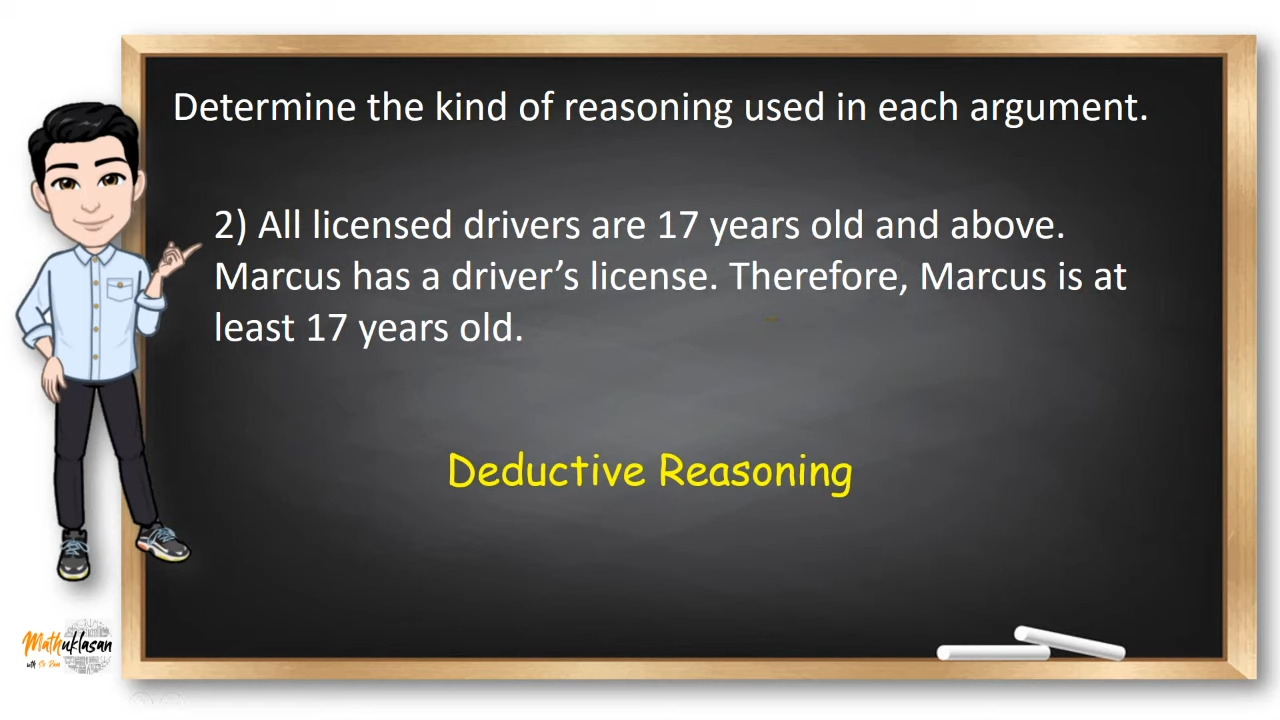 Determine the kind of reasoning used in each argument.
2) All licensed drivers are 17 years old and above.
Marcus has a driver’s license. Therefore, Marcus is at
least 17 years old.
Deductive Reasoning
Mathuklasan
with